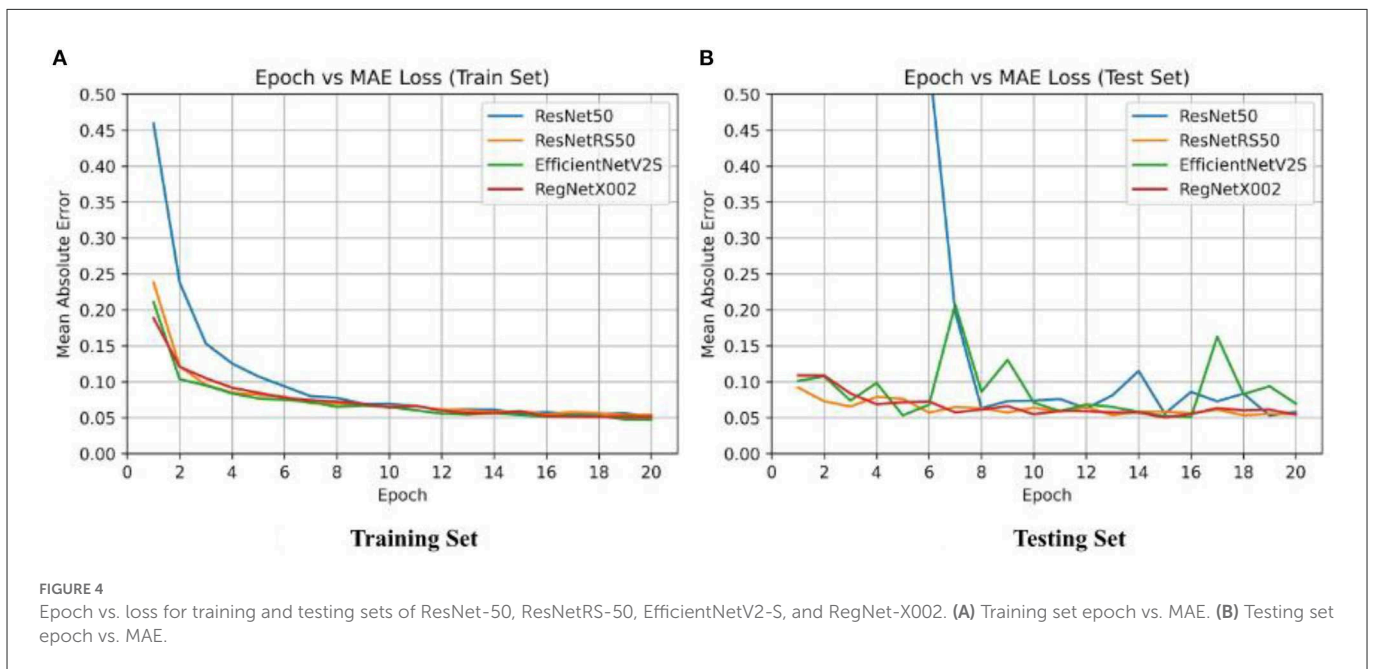 A
Epoch vs MAE Loss (Train Set)
0.50
0.45
0.40
0.35
0.30
0.25
0.20
0.15
0.10
0.05
0.00
Mean Absolute Error
ResNet50
ResNetRS50
EfficientNetV2S
RegNetX002
0 2 4 6 8 10 12 14 16 18 20
Epoch
Training Set
B
Epoch vs MAE Loss (Test Set)
0.50
0.45
0.40
0.35
0.30
0.25
0.20
0.15
0.10
0.05
0.00
Mean Absolute Error
ResNet50
ResNetRS50
EfficientNetV2S
RegNetX002
0 2 4 6 8 10 12 14 16 18 20
Epoch
Testing Set
FIGURE 4
Epoch vs. loss for training and testing sets of ResNet-50, ResNetRS-50, EfficientNetV2-S, and RegNet-X002. (A) Training set epoch vs. MAE. (B) Testing set
epoch vs. MAE.